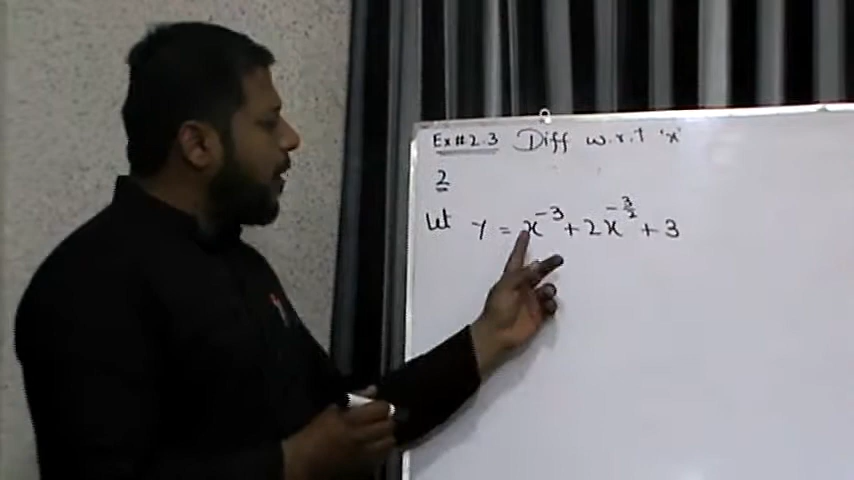 Ex # 2.3 Diff w.r.t 'x'
2
Let y = x^{-3} + 2x^{-3/2} + 3